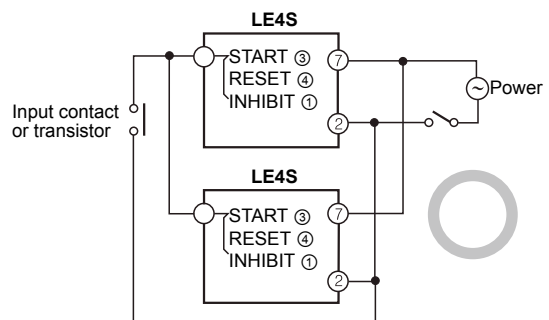 LE4S
START ③
RESET ④
INHIBIT ①
⑦
②
Power
Input contact
or transistor
LE4S
START ③
RESET ④
INHIBIT ①
⑦
②